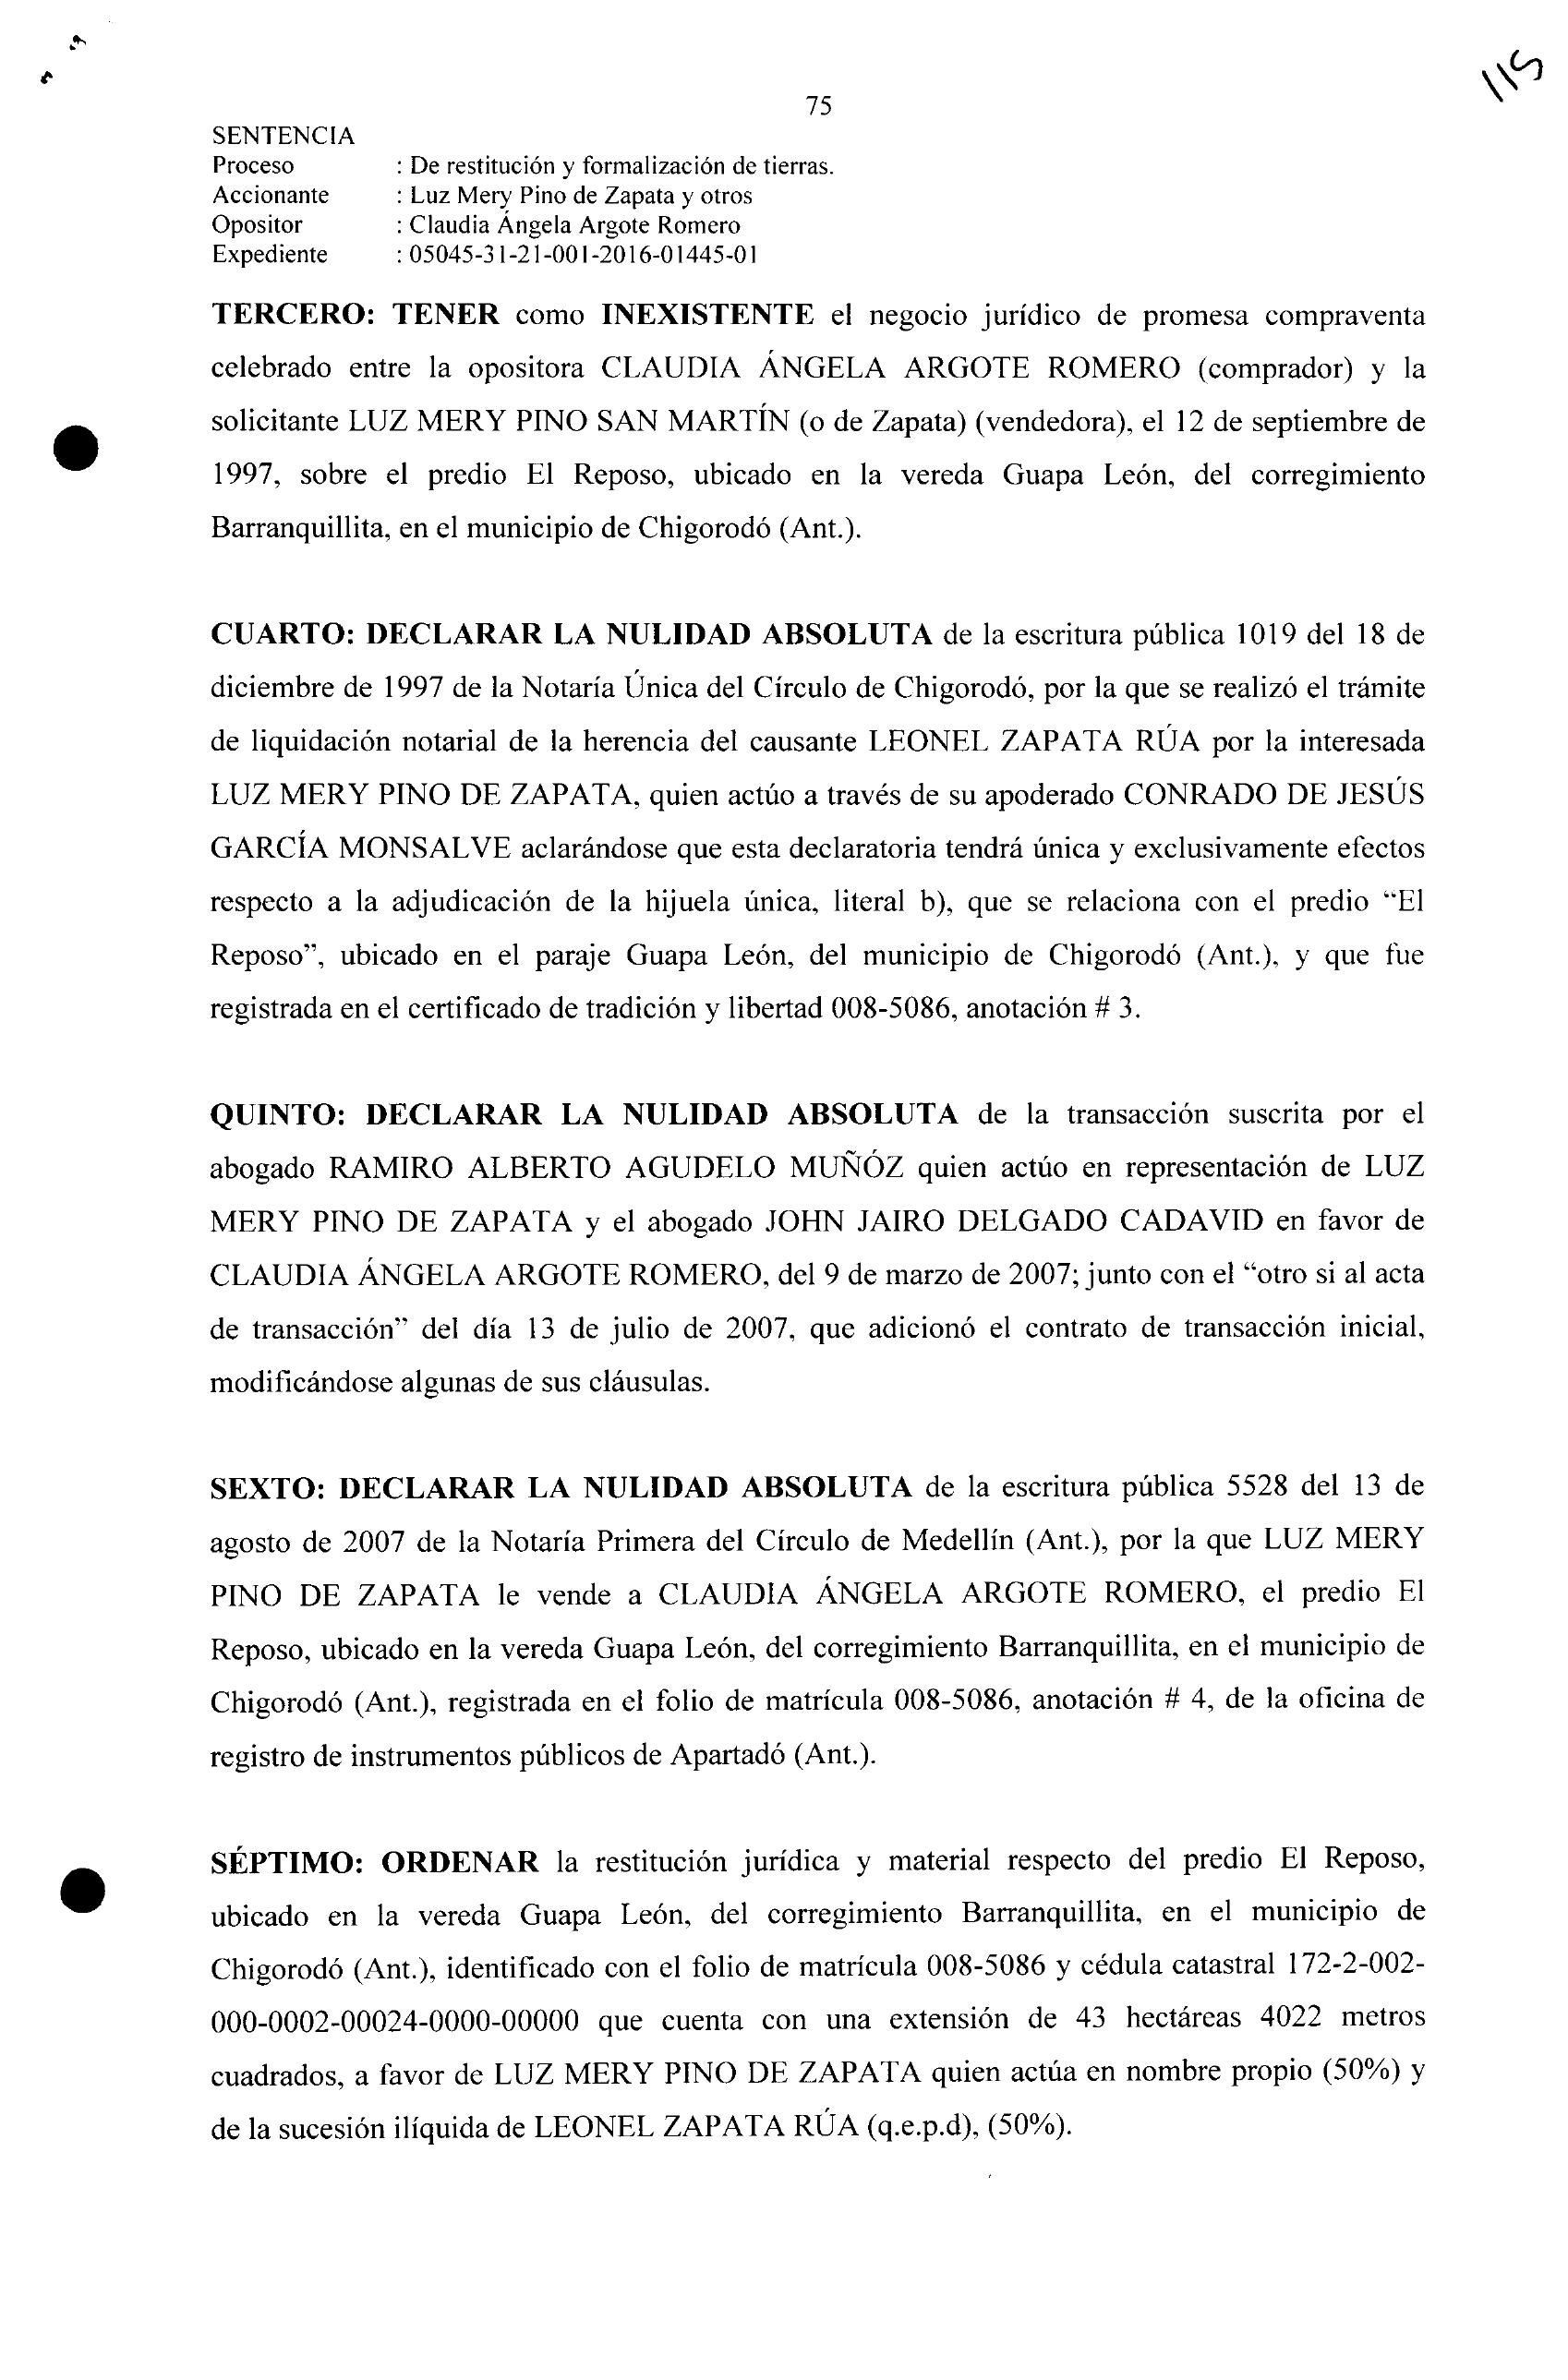 115
75
SENTENCIA
Proceso : De restitución y formalización de tierras.
Accionante : Luz Mery Pino de Zapata y otros
Opositor : Claudia Ángela Argote Romero
Expediente : 05045-31-21-001-2016-01445-01
TERCERO: TENER como INEXISTENTE el negocio jurídico de promesa compraventa
celebrado entre la opositora CLAUDIA ÁNGELA ARGOTE ROMERO (comprador) y la
solicitante LUZ MERY PINO SAN MARTÍN (o de Zapata) (vendedora), el 12 de septiembre de
1997, sobre el predio El Reposo, ubicado en la vereda Guapa León, del corregimiento
Barranquillita, en el municipio de Chigorodó (Ant.).
CUARTO: DECLARAR LA NULIDAD ABSOLUTA de la escritura pública 1019 del 18 de
diciembre de 1997 de la Notaría Única del Círculo de Chigorodó, por la que se realizó el trámite
de liquidación notarial de la herencia del causante LEONEL ZAPATA RÚA por la interesada
LUZ MERY PINO DE ZAPATA, quien actúo a través de su apoderado CONRADO DE JESÚS
GARCÍA MONSALVE aclarándose que esta declaratoria tendrá única y exclusivamente efectos
respecto a la adjudicación de la hijuela única, literal b), que se relaciona con el predio “El
Reposo”, ubicado en el paraje Guapa León, del municipio de Chigorodó (Ant.), y que fue
registrada en el certificado de tradición y libertad 008-5086, anotación # 3.
QUINTO: DECLARAR LA NULIDAD ABSOLUTA de la transacción suscrita por el
abogado RAMIRO ALBERTO AGUDELO MUÑÓZ quien actúo en representación de LUZ
MERY PINO DE ZAPATA y el abogado JOHN JAIRO DELGADO CADAVID en favor de
CLAUDIA ÁNGELA ARGOTE ROMERO, del 9 de marzo de 2007; junto con el “otro si al acta
de transacción” del día 13 de julio de 2007, que adicionó el contrato de transacción inicial,
modificándose algunas de sus cláusulas.
SEXTO: DECLARAR LA NULIDAD ABSOLUTA de la escritura pública 5528 del 13 de
agosto de 2007 de la Notaría Primera del Círculo de Medellín (Ant.), por la que LUZ MERY
PINO DE ZAPATA le vende a CLAUDIA ÁNGELA ARGOTE ROMERO, el predio El
Reposo, ubicado en la vereda Guapa León, del corregimiento Barranquillita, en el municipio de
Chigorodó (Ant.), registrada en el folio de matrícula 008-5086, anotación # 4, de la oficina de
registro de instrumentos públicos de Apartadó (Ant.).
SÉPTIMO: ORDENAR la restitución jurídica y material respecto del predio El Reposo,
ubicado en la vereda Guapa León, del corregimiento Barranquillita, en el municipio de
Chigorodó (Ant.), identificado con el folio de matrícula 008-5086 y cédula catastral 172-2-002-
000-0002-00024-0000-00000 que cuenta con una extensión de 43 hectáreas 4022 metros
cuadrados, a favor de LUZ MERY PINO DE ZAPATA quien actúa en nombre propio (50%) y
de la sucesión ilíquida de LEONEL ZAPATA RÚA (q.e.p.d), (50%).